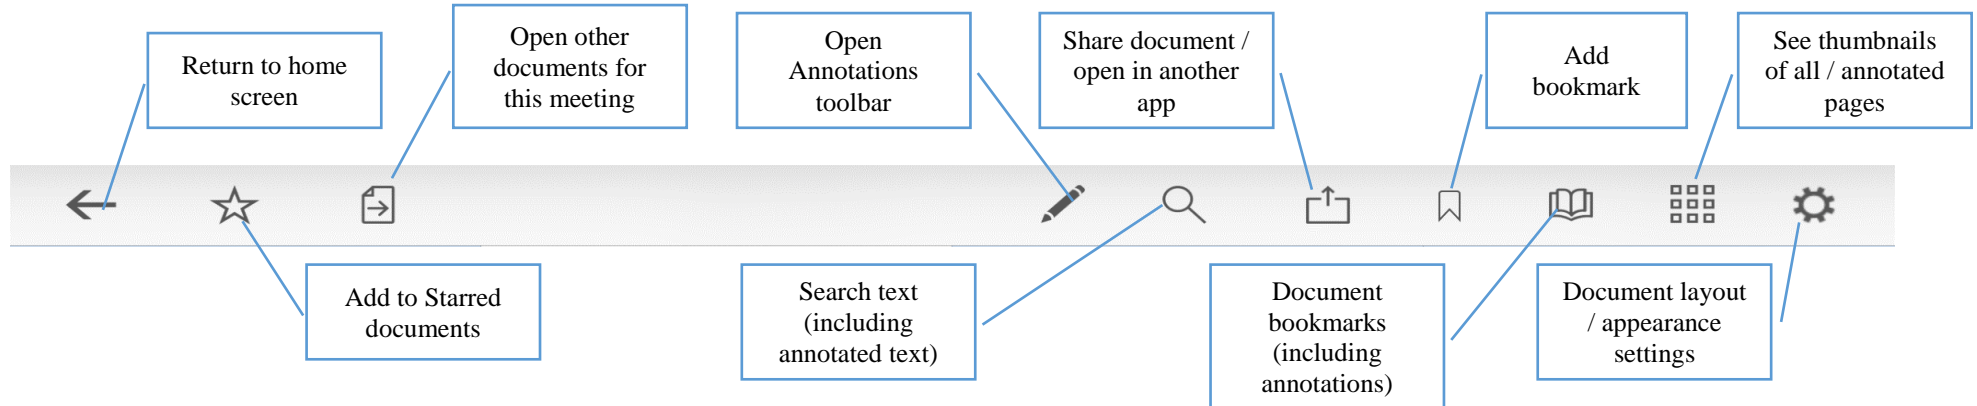 Return to home
screen
Open other
documents for
this meeting
Open
Annotations
toolbar
Share document /
open in another
app
Add
bookmark
See thumbnails
of all / annotated
pages
Add to Starred
documents
Search text
(including
annotated text)
Document
bookmarks
(including
annotations)
Document layout
/ appearance
settings